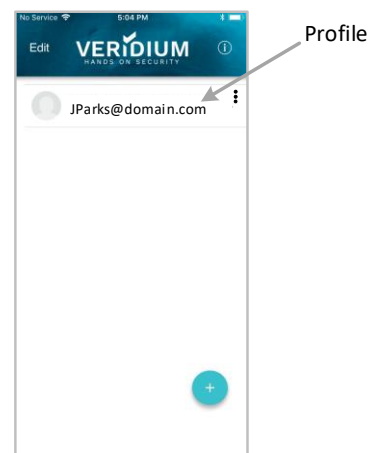 No Service 5:04 PM
Profile
Edit VERIDIUM
HANDS ON SECURITY
JParks@domain.com
+